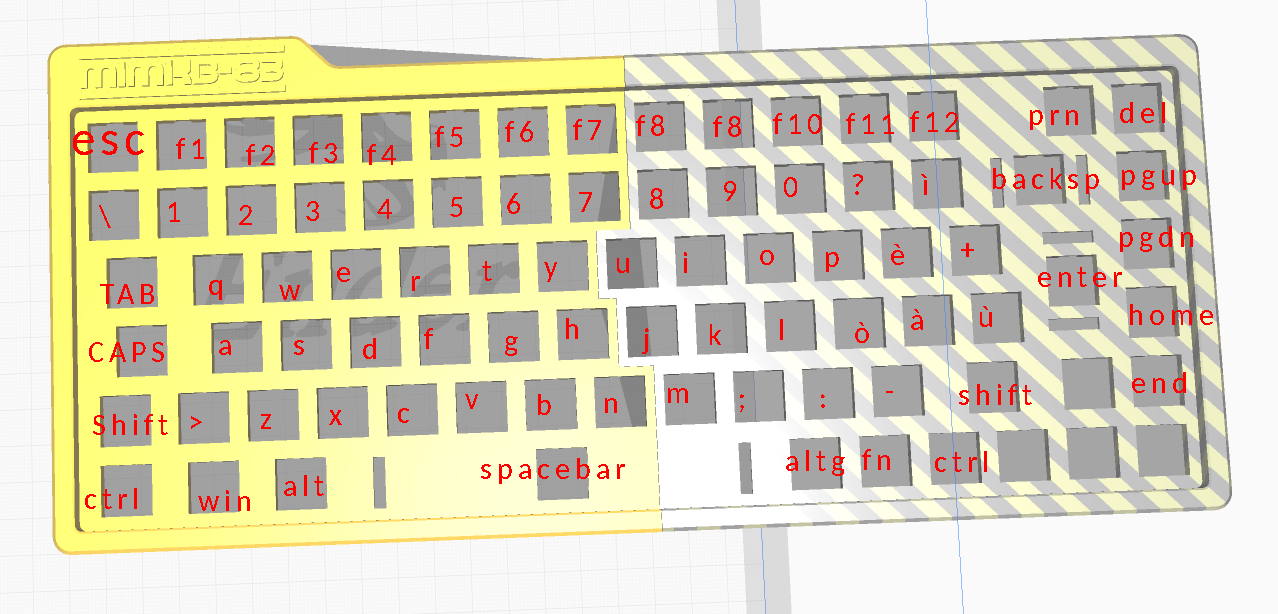 mimKB-83
esc f1 f2 f3 f4 f5 f6 f7 f8 f8 f10 f11 f12 prn del
\ 1 2 3 4 5 6 7 8 9 0 ? ì backsp pgup
TAB q w e r t y u i o p è + enter pgdn
CAPS a s d f g h j k l ò à ù home
Shift > z x c v b n m ; : - shift end
ctrl win alt spacebar altg fn ctrl